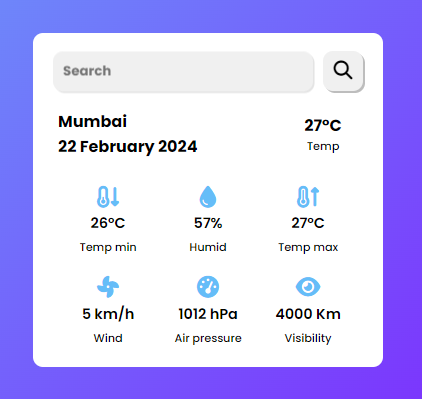 Search
Mumbai
22 February 2024
27°C
Temp
26°C
57%
27°C
Temp min
Humid
Temp max
5 km/h
1012 hPa
4000 Km
Wind
Air pressure
Visibility